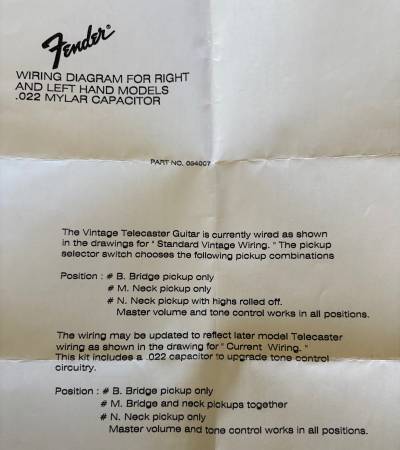 Fender®
WIRING DIAGRAM FOR RIGHT
AND LEFT HAND MODELS
.022 MYLAR CAPACITOR
PART NO. 094007
The Vintage Telecaster Guitar is currently wired as shown
in the drawings for " Standard Vintage Wiring. " The pickup
selector switch chooses the following pickup combinations
Position : # B. Bridge pickup only
# M. Neck pickup only
# N. Neck pickup with highs rolled off.
Master volume and tone control works in all positions.
The wiring may be updated to reflect later model Telecaster
wiring as shown in the drawing for " Current Wiring. "
This kit includes a .022 capacitor to upgrade tone control
circuitry.
Position : # B. Bridge pickup only
# M. Bridge and neck pickups together
# N. Neck pickup only
Master volume and tone control works in all positions.